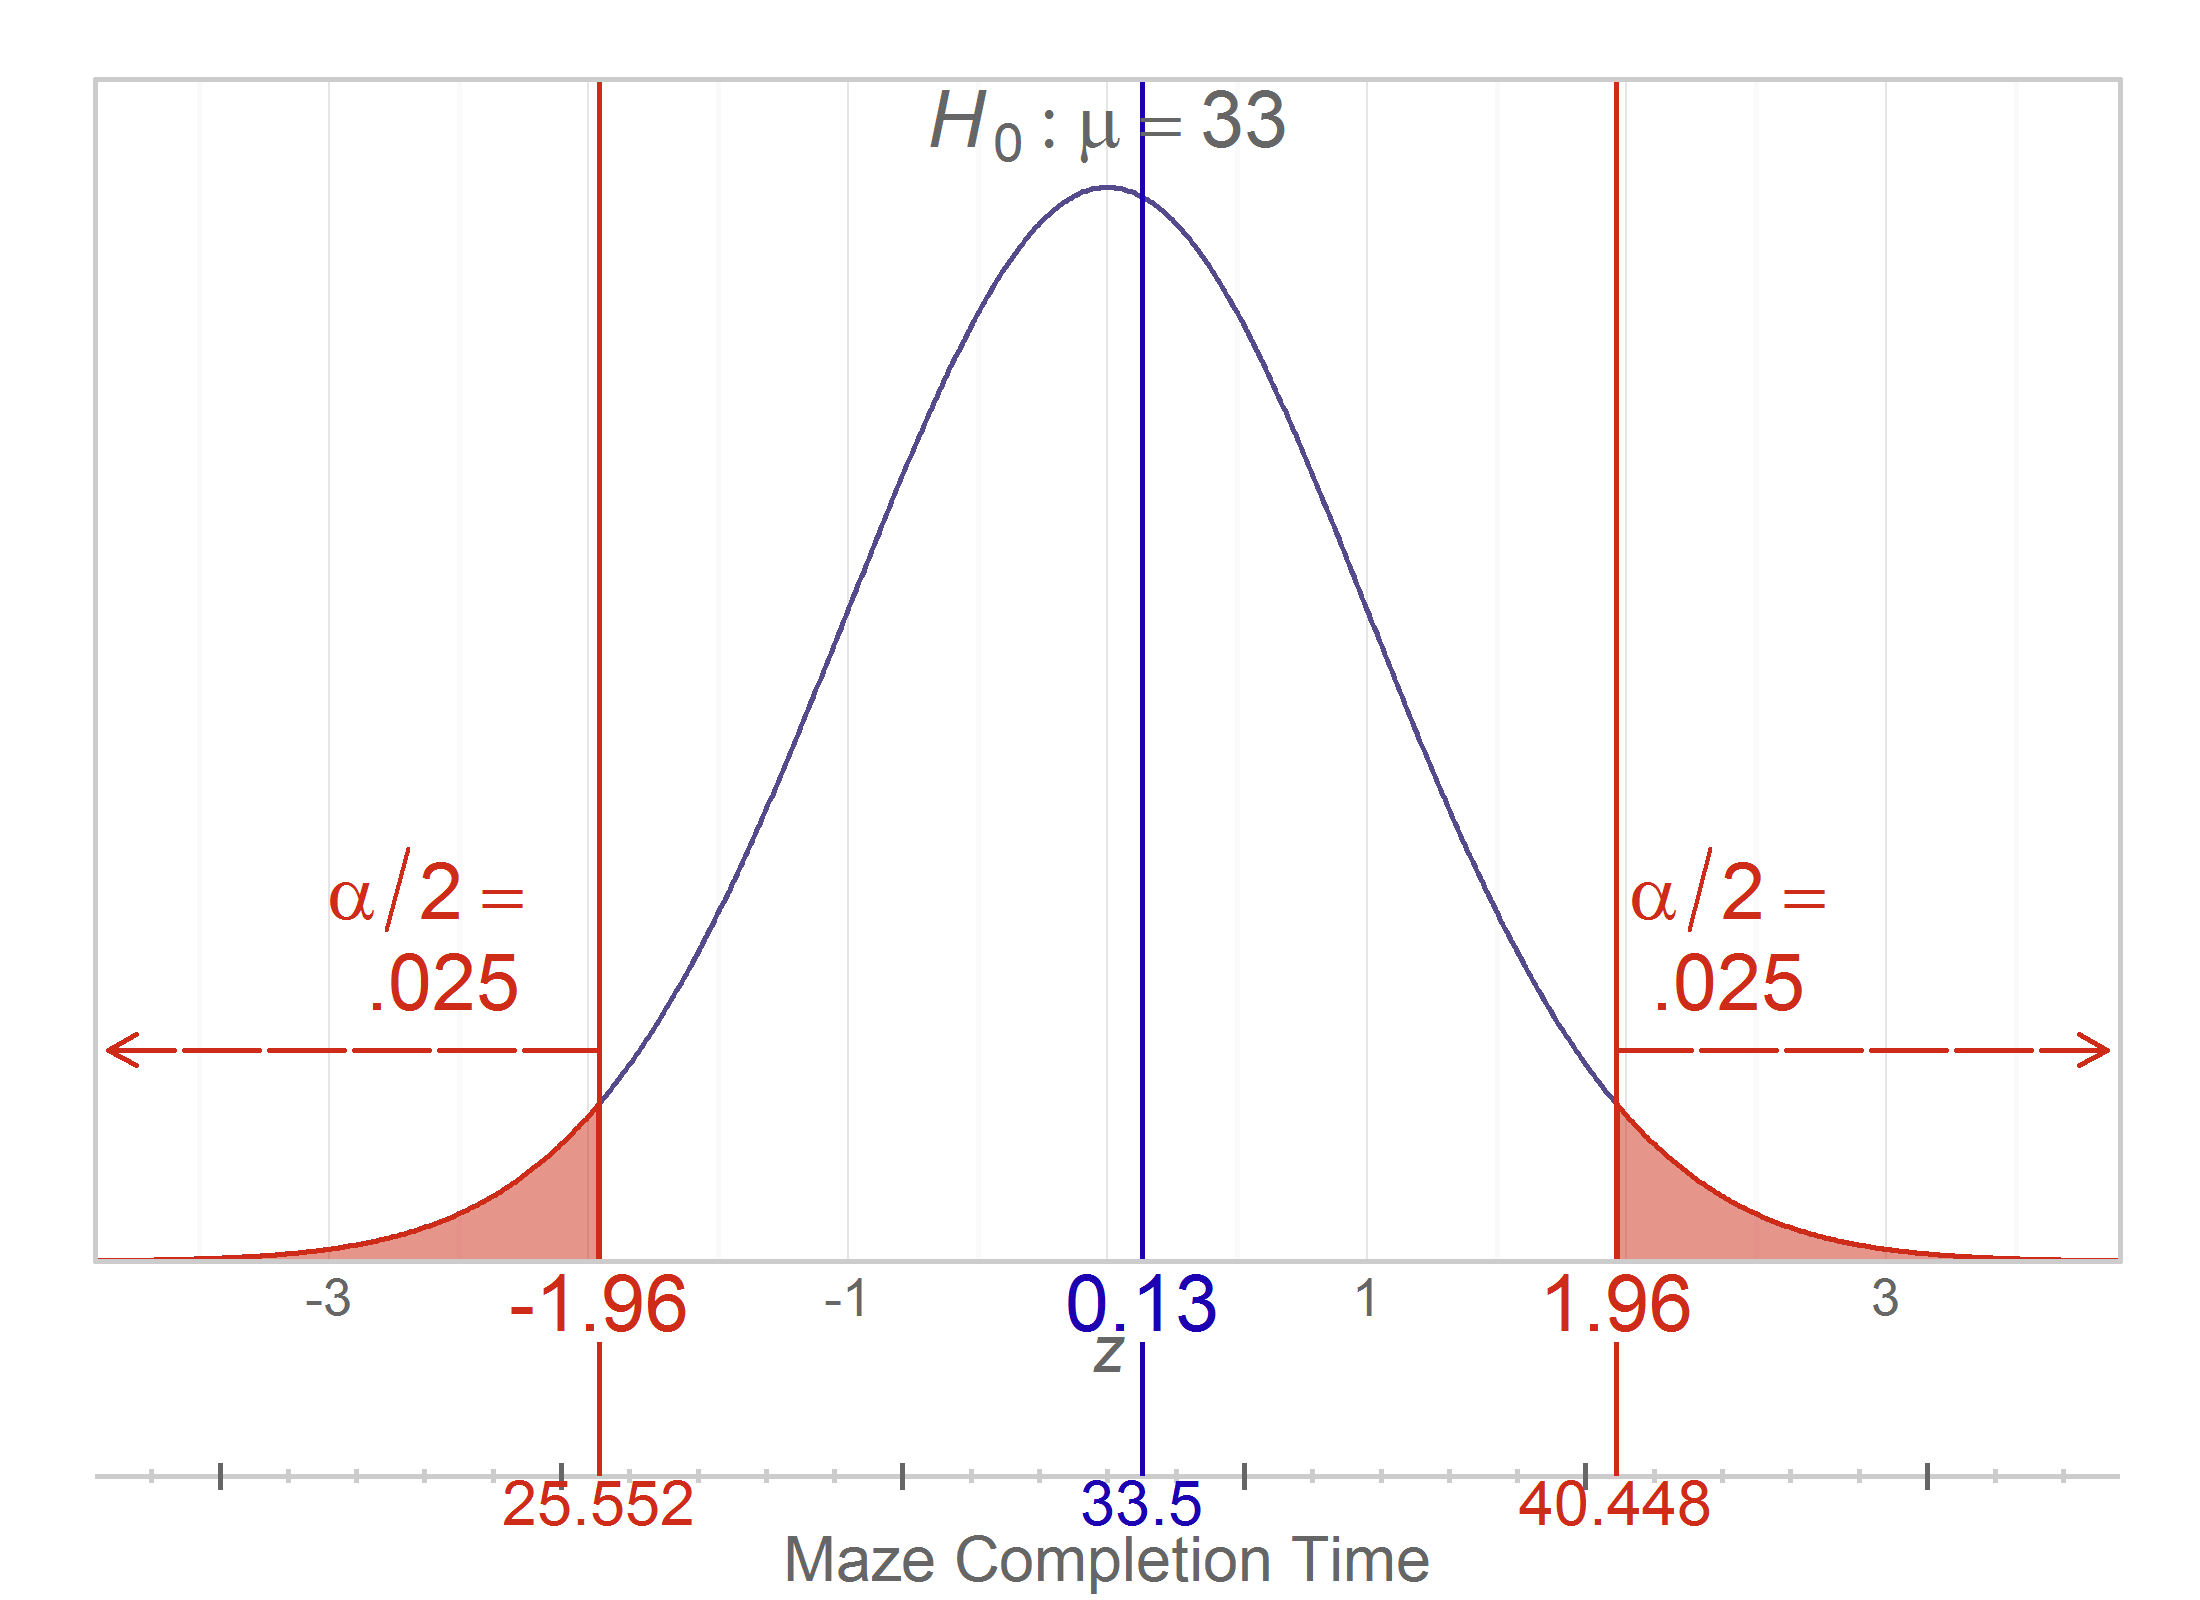 H₀ : μ = 33
α/2 =
.025
α/2 =
.025
-3
-1.96
-1
0.13
1
1.96
3
z
25.552
33.5
40.448
Maze Completion Time